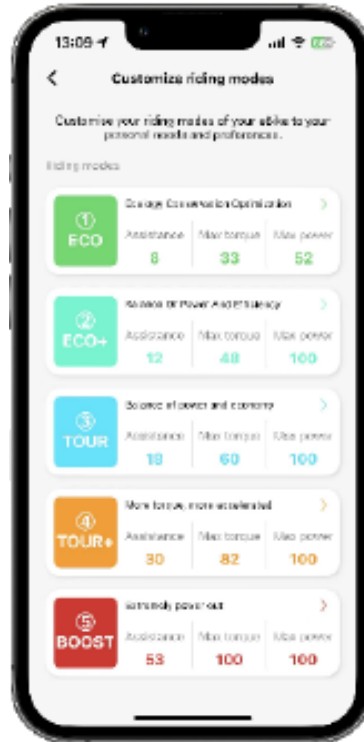 13:09
Customize riding modes
Customise your riding modes of your eBike to your
personal needs and preferences.
Riding modes
① ECO
Energy Conservation Optimization
Assistance Max torque Max power
8 33 52
② ECO+
Balance Of Power And Efficiency
Assistance Max torque Max power
12 48 100
③ TOUR
Balance of power and economy
Assistance Max torque Max power
18 60 100
④ TOUR+
More torque, more accelerated
Assistance Max torque Max power
30 82 100
⑤ BOOST
Extremely power out
Assistance Max torque Max power
53 100 100